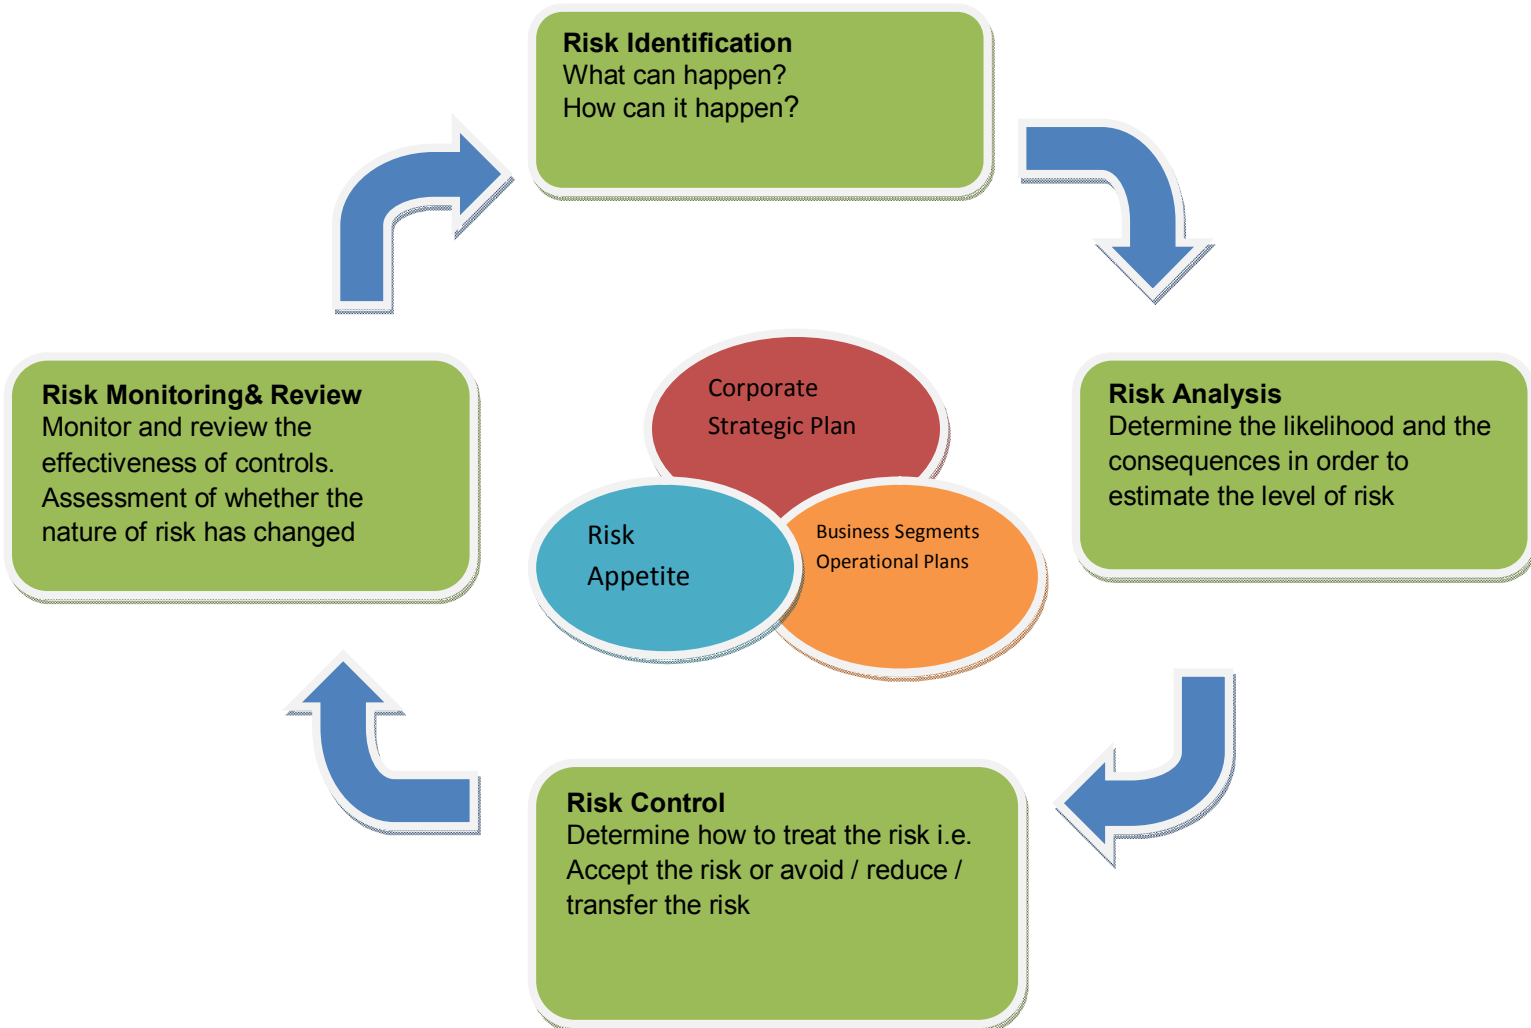 Risk Identification
What can happen?
How can it happen?
Risk Monitoring& Review
Monitor and review the
effectiveness of controls.
Assessment of whether the
nature of risk has changed
Corporate
Strategic Plan
Risk
Appetite
Business Segments
Operational Plans
Risk Analysis
Determine the likelihood and the
consequences in order to
estimate the level of risk
Risk Control
Determine how to treat the risk i.e.
Accept the risk or avoid / reduce /
transfer the risk